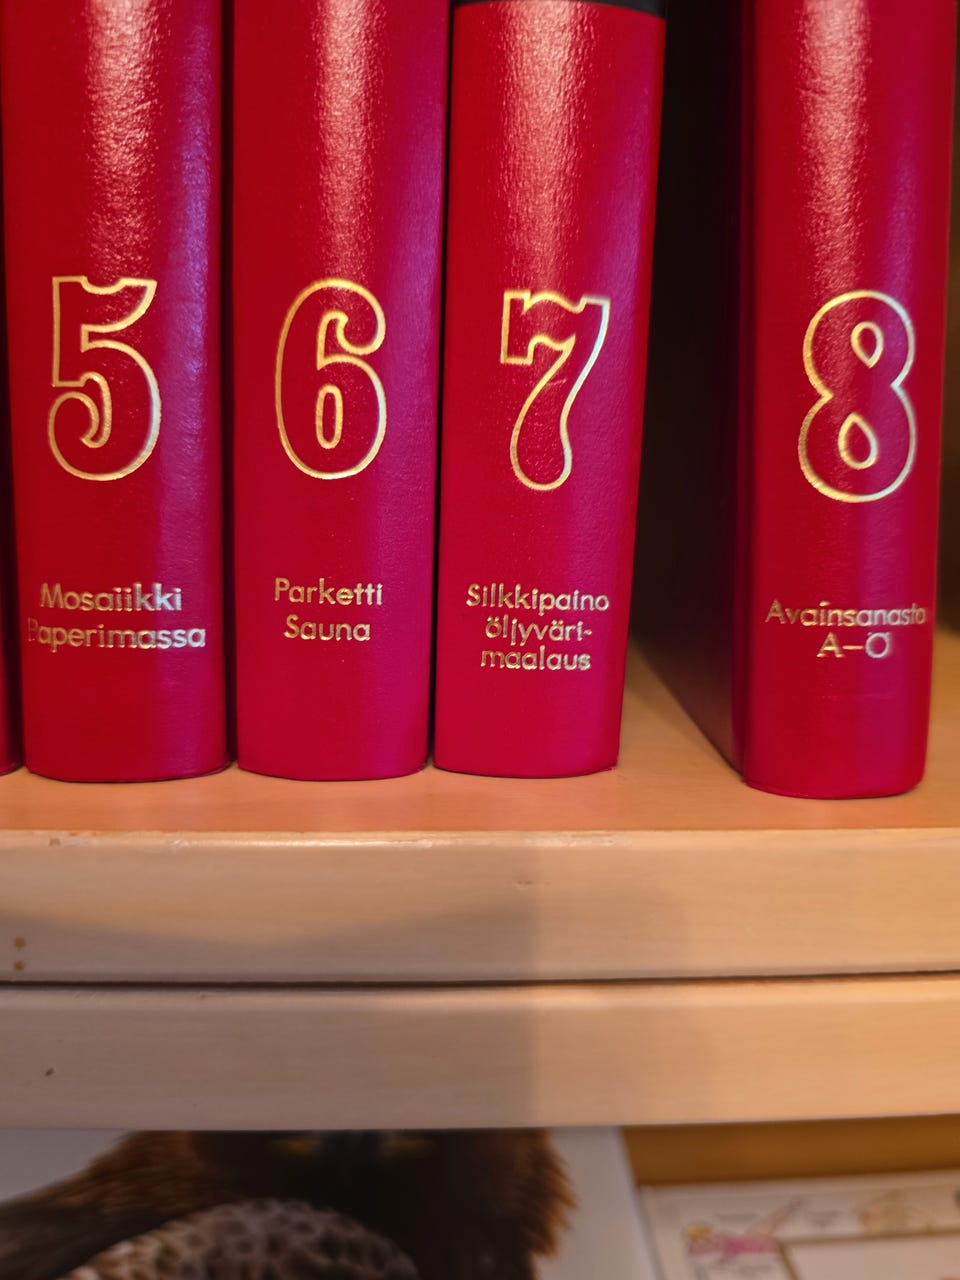 5
Mosaiikki
Paperimassa
6
Parketti
Sauna
7
Silkkipaino
öljyväri-
maalaus
8
Avainsanasto
A–Ö